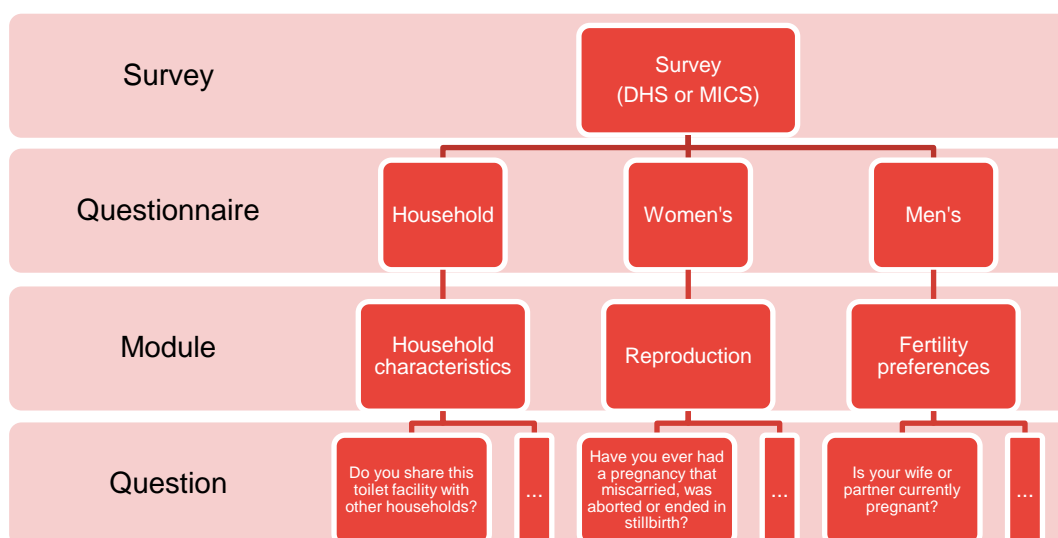 Survey
Survey
(DHS or MICS)
Questionnaire
Household
Women's
Men's
Module
Household
characteristics
Reproduction
Fertility
preferences
Question
Do you share this
toilet facility with
other households?
...
Have you ever had
a pregnancy that
miscarried, was
aborted or ended in
stillbirth?
...
Is your wife or
partner currently
pregnant?
...